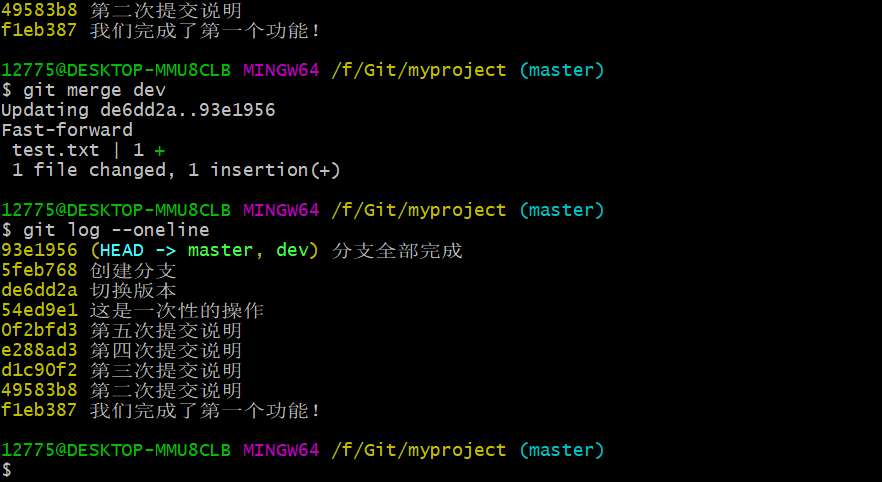 49583b8 第二次提交说明
f1eb387 我们完成了第一个功能！
12775@DESKTOP-MMU8CLB MINGW64 /f/Git/myproject (master)
$ git merge dev
Updating de6dd2a..93e1956
Fast-forward
 test.txt | 1 +
 1 file changed, 1 insertion(+)
12775@DESKTOP-MMU8CLB MINGW64 /f/Git/myproject (master)
$ git log --oneline
93e1956 (HEAD -> master, dev) 分支全部完成
5feb768 创建分支
de6dd2a 切换版本
54ed9e1 这是一次性的操作
0f2bfd3 第五次提交说明
e288ad3 第四次提交说明
d1c90f2 第三次提交说明
49583b8 第二次提交说明
f1eb387 我们完成了第一个功能！
12775@DESKTOP-MMU8CLB MINGW64 /f/Git/myproject (master)
$